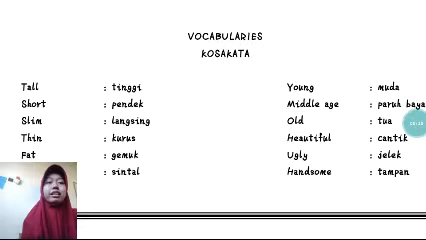 VOCABULARIES
KOSAKATA
Tall : tinggi
Short : pendek
Slim : langsing
Thin : kurus
Fat : gemuk
: sintal
Young : muda
Middle age : paruh baya
Old : tua
Heautiful : cantik
Ugly : jelek
Handsome : tampan